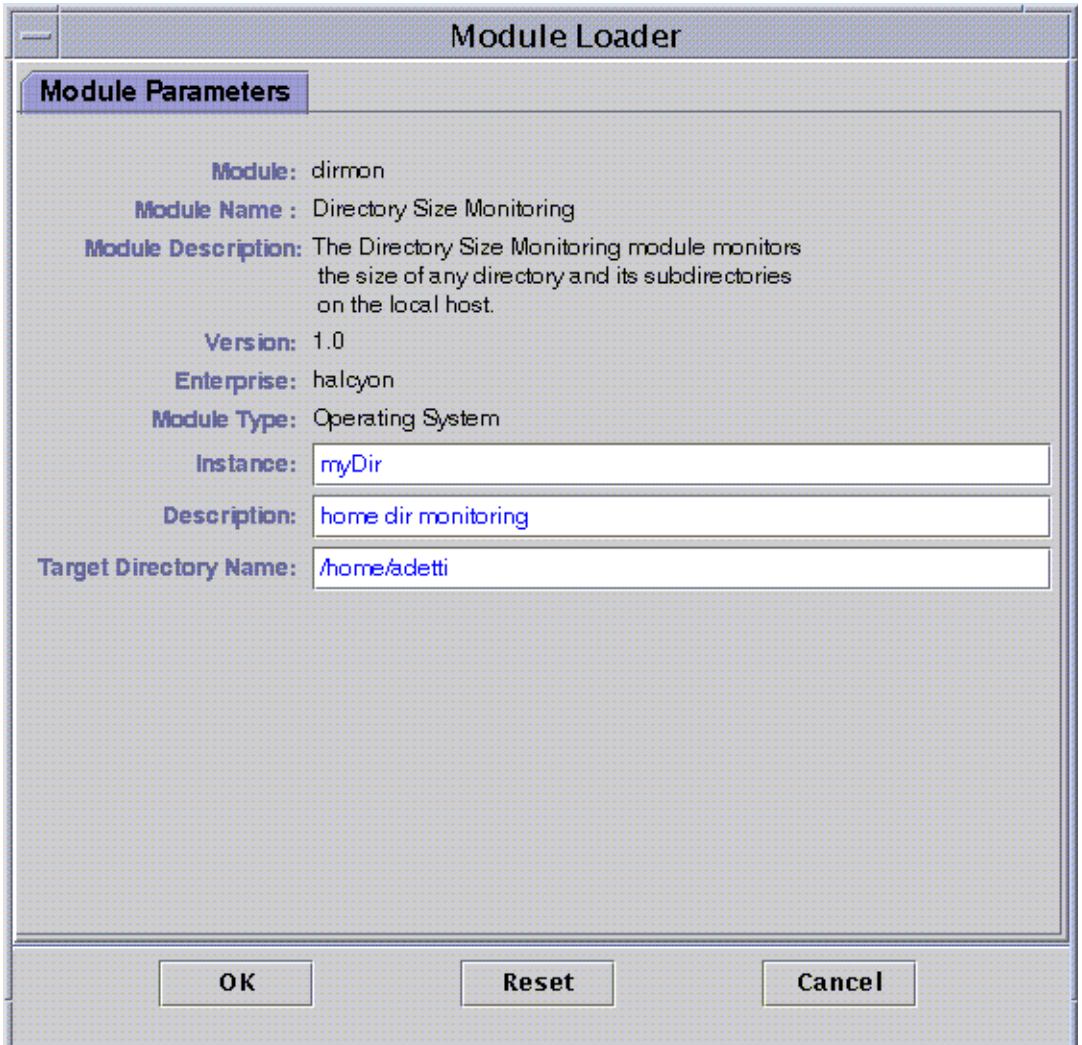 Module Loader
Module Parameters
Module: dirmon
Module Name : Directory Size Monitoring
Module Description: The Directory Size Monitoring module monitors
the size of any directory and its subdirectories
on the local host.
Version: 1.0
Enterprise: halcyon
Module Type: Operating System
Instance: myDir
Description: home dir monitoring
Target Directory Name: /home/adetti
OK Reset Cancel